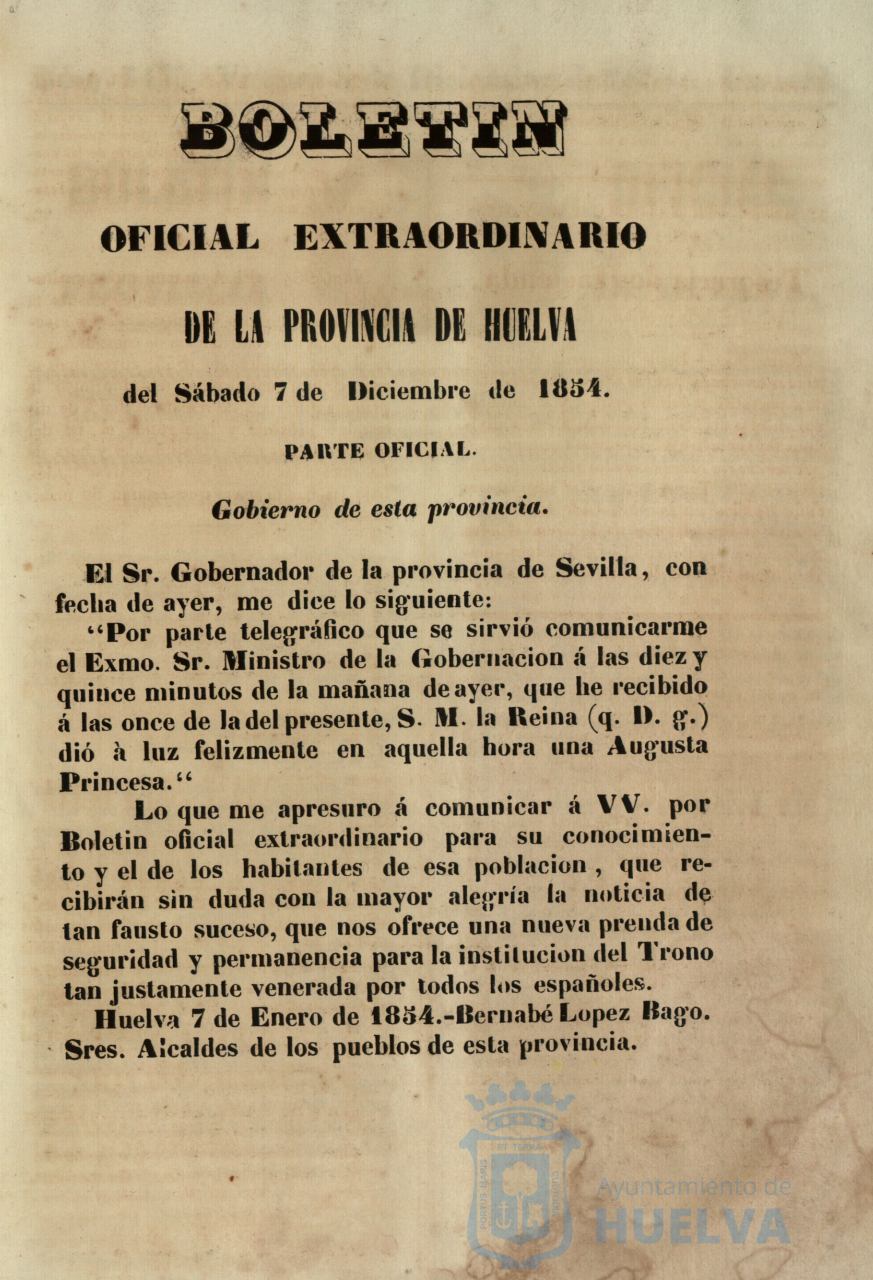 BOLETIN
OFICIAL EXTRAORDINARIO
DE LA PROVINCIA DE HUELVA
del Sábado 7 de Diciembre de 1854.
PARTE OFICIAL.
Gobierno de esta provincia.
El Sr. Gobernador de la provincia de Sevilla, con
fecha de ayer, me dice lo siguiente:
“Por parte telegráfico que se sirvió comunicarme
el Exmo. Sr. Ministro de la Gobernacion á las diez y
quince minutos de la mañana de ayer, que he recibido
á las once de la del presente, S. M. la Reina (q. D. g.)
dió à luz felizmente en aquella hora una Augusta
Princesa.“
Lo que me apresuro á comunicar á VV. por
Boletin oficial extraordinario para su conocimien-
to y el de los habitantes de esa poblacion, que re-
cibirán sin duda con la mayor alegría la noticia de
tan fausto suceso, que nos ofrece una nueva prenda de
seguridad y permanencia para la institucion del Trono
tan justamente venerada por todos los españoles.
Huelva 7 de Enero de 1854.-Bernabé Lopez Bago.
Sres. Alcaldes de los pueblos de esta provincia.
Ayuntamiento de
HUELVA